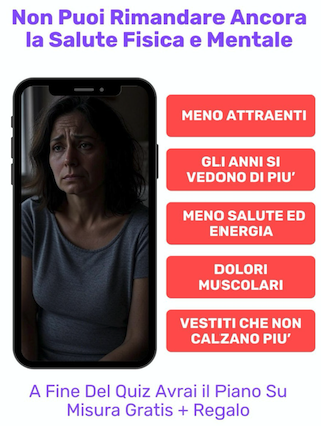 Non Puoi Rimandare Ancora
la Salute Fisica e Mentale
MENO ATTRAENTI
GLI ANNI SI
VEDONO DI PIU’
MENO SALUTE ED
ENERGIA
DOLORI
MUSCOLARI
VESTITI CHE NON
CALZANO PIU’
A Fine Del Quiz Avrai il Piano Su
Misura Gratis + Regalo